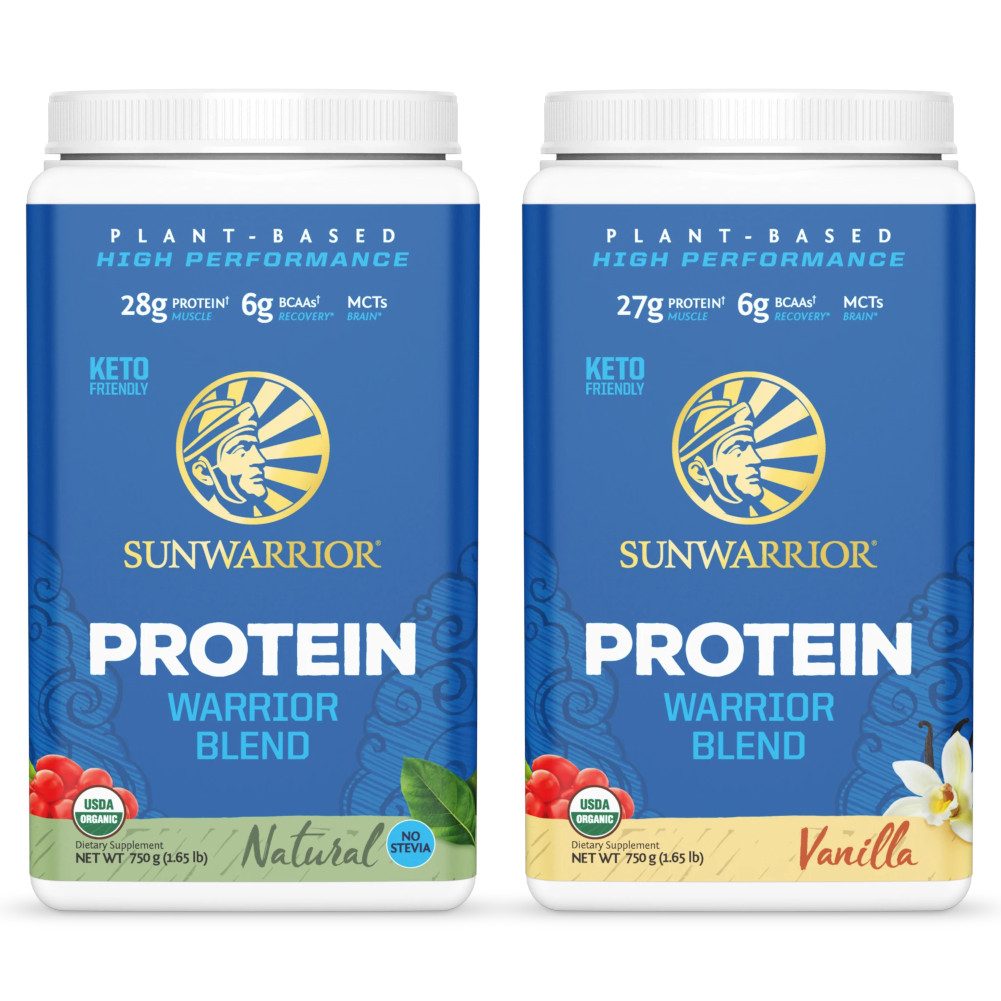 PLANT-BASED
HIGH PERFORMANCE
28g PROTEIN† 6g BCAAs† MCTs
MUSCLE RECOVERY* BRAIN*
KETO
FRIENDLY
SUNWARRIOR®
PROTEIN
WARRIOR
BLEND
USDA
ORGANIC
Dietary Supplement
NET WT 750 g (1.65 lb)
Natural
NO
STEVIA
PLANT-BASED
HIGH PERFORMANCE
27g PROTEIN† 6g BCAAs† MCTs
MUSCLE RECOVERY* BRAIN*
KETO
FRIENDLY
SUNWARRIOR®
PROTEIN
WARRIOR
BLEND
USDA
ORGANIC
Dietary Supplement
NET WT 750 g (1.65 lb)
Vanilla